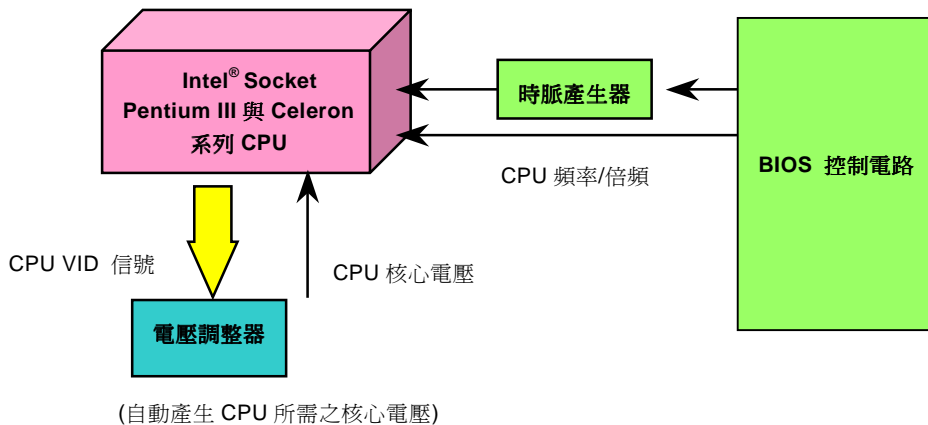 Intel® Socket
Pentium III 與 Celeron
系列 CPU
時脈產生器
BIOS 控制電路
CPU 頻率/倍頻
CPU VID 信號
CPU 核心電壓
電壓調整器
(自動產生 CPU 所需之核心電壓)